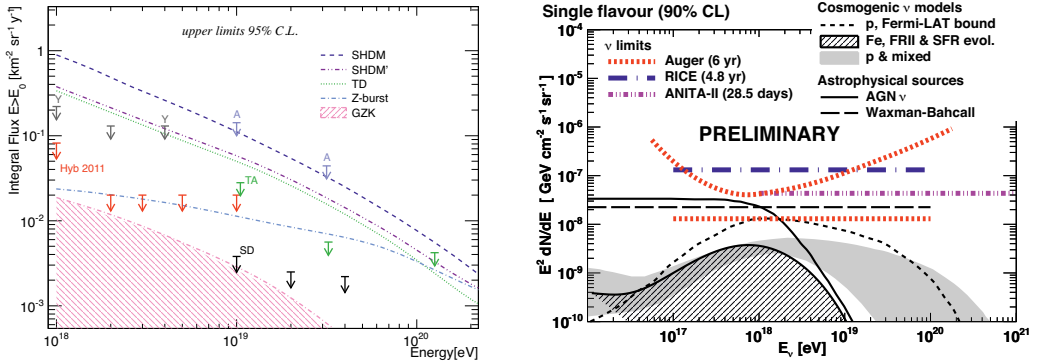 Integral Flux E>E₀ [km⁻² sr⁻¹ y⁻¹]
1
10⁻¹
10⁻²
10⁻³
upper limits 95% C.L.
SHDM
SHDM'
TD
Z-burst
GZK
Y
Y
A
A
Hyb 2011
TA
SD
10¹⁸
10¹⁹
10²⁰
Energy[eV]
Single flavour (90% CL)
ν limits
Auger (6 yr)
RICE (4.8 yr)
ANITA-II (28.5 days)
Cosmogenic ν models
p, Fermi-LAT bound
Fe, FRII & SFR evol.
p & mixed
Astrophysical sources
AGN ν
Waxman-Bahcall
PRELIMINARY
E² dN/dE [GeV cm⁻² s⁻¹ sr⁻¹]
10⁻⁴
10⁻⁵
10⁻⁶
10⁻⁷
10⁻⁸
10⁻⁹
10⁻¹⁰
10¹⁷
10¹⁸
10¹⁹
10²⁰
10²¹
Eν [eV]